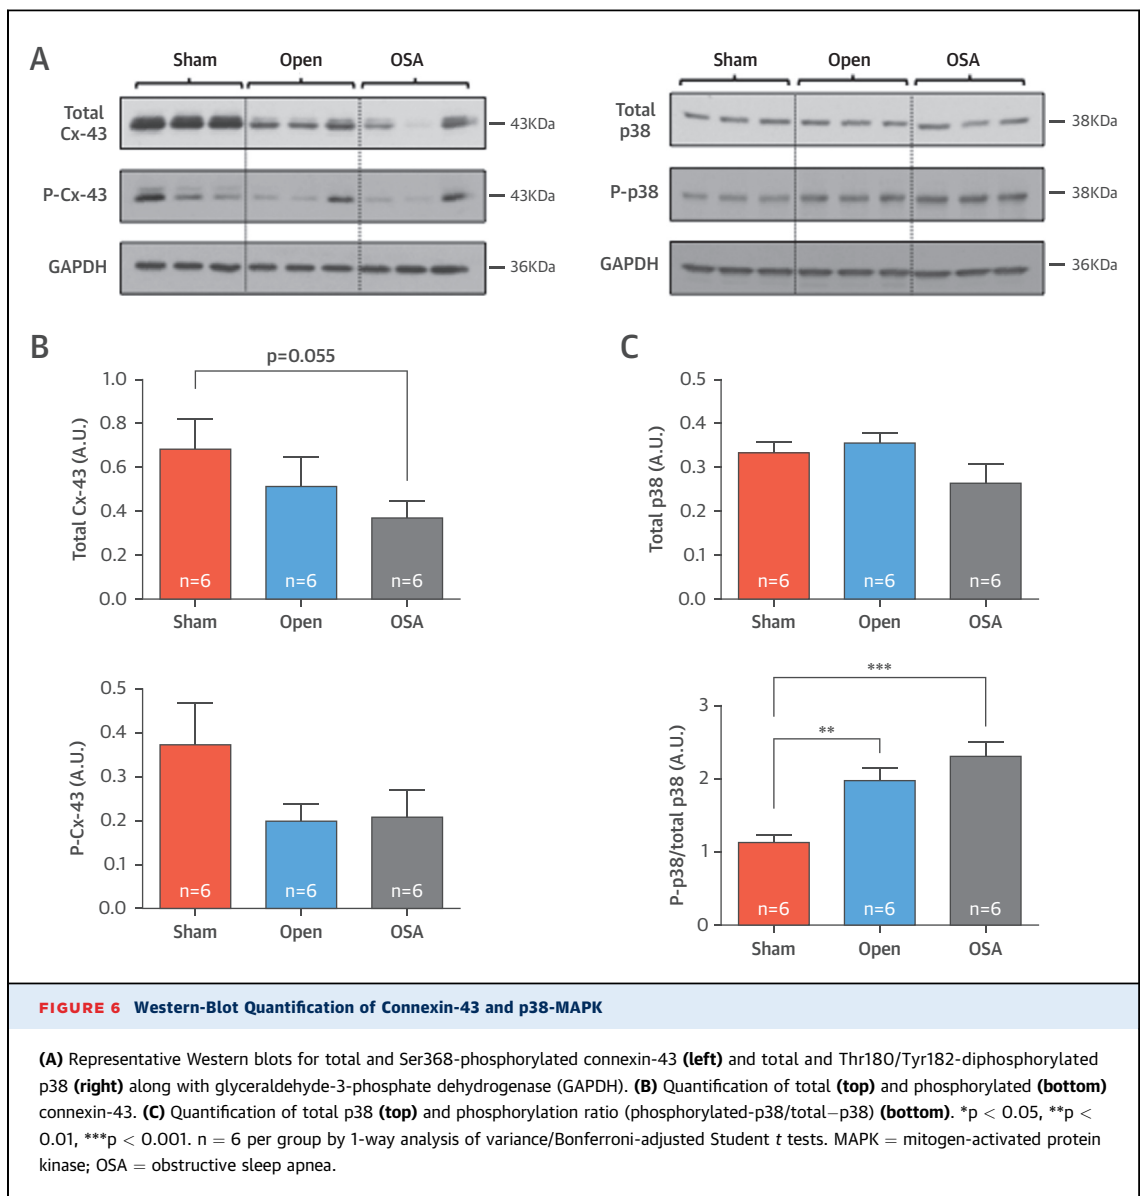 A
Sham Open OSA
Total
Cx-43
43KDa
P-Cx-43
43KDa
GAPDH
36KDa
Sham Open OSA
Total
p38
38KDa
P-p38
38KDa
GAPDH
36KDa
B
p=0.055
Total Cx-43 (A.U.)
1.0
0.8
0.6
0.4
0.2
0.0
n=6 n=6 n=6
Sham Open OSA
P-Cx-43 (A.U.)
0.5
0.4
0.3
0.2
0.1
0.0
n=6 n=6 n=6
Sham Open OSA
C
Total p38 (A.U.)
0.5
0.4
0.3
0.2
0.1
0.0
n=6 n=6 n=6
Sham Open OSA
***
**
P-p38/total p38 (A.U.)
3
2
1
0
n=6 n=6 n=6
Sham Open OSA
FIGURE 6 Western-Blot Quantification of Connexin-43 and p38-MAPK
(A) Representative Western blots for total and Ser368-phosphorylated connexin-43 (left) and total and Thr180/Tyr182-diphosphorylated
p38 (right) along with glyceraldehyde-3-phosphate dehydrogenase (GAPDH). (B) Quantification of total (top) and phosphorylated (bottom)
connexin-43. (C) Quantification of total p38 (top) and phosphorylation ratio (phosphorylated-p38/total–p38) (bottom). *p < 0.05, **p <
0.01, ***p < 0.001. n = 6 per group by 1-way analysis of variance/Bonferroni-adjusted Student t tests. MAPK = mitogen-activated protein
kinase; OSA = obstructive sleep apnea.